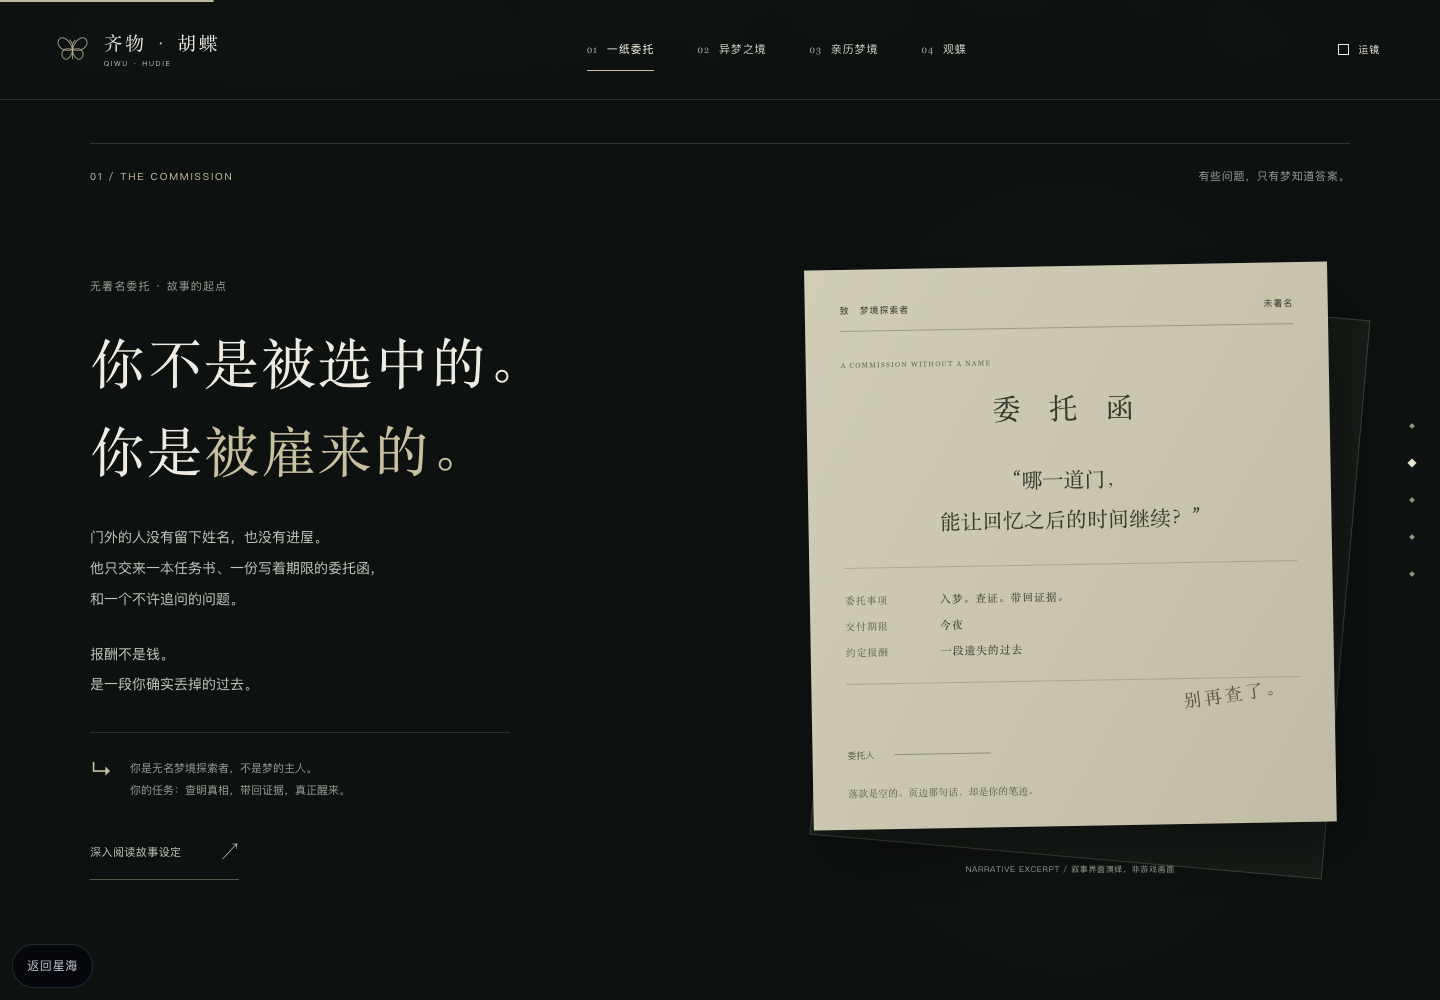 齐物 · 胡蝶
QIWU · HUDIE
01 一纸委托
02 异梦之境
03 亲历梦境
04 观蝶
运镜
01 / THE COMMISSION
有些问题，只有梦知道答案。
无署名委托 · 故事的起点
你不是被选中的。
你是被雇来的。
门外的人没有留下姓名，也没有进屋。
他只交来一本任务书、一份写着期限的委托函，
和一个不许追问的问题。
报酬不是钱。
是一段你确实丢掉的过去。
你是无名梦境探索者，不是梦的主人。
你的任务：查明真相，带回证据，真正醒来。
深入阅读故事设定
致 梦境探索者
未署名
A COMMISSION WITHOUT A NAME
委托函
“哪一道门，
能让回忆之后的时间继续？”
委托事项 入梦。查证。带回证据。
交付期限 今夜
约定报酬 一段遗失的过去
别再查了。
委托人
落款是空的。页边那句话，却是你的笔迹。
NARRATIVE EXCERPT / 叙事界面演绎，非游戏画面
返回星海